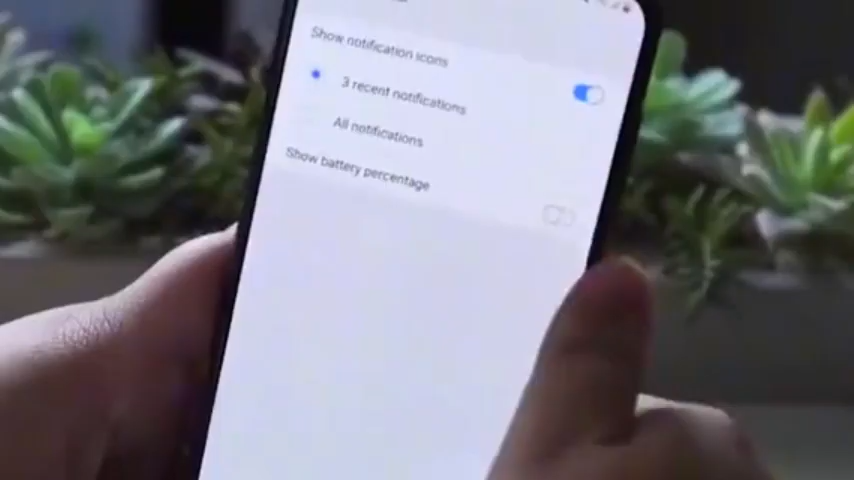 Show notification icons
3 recent notifications
All notifications
Show battery percentage